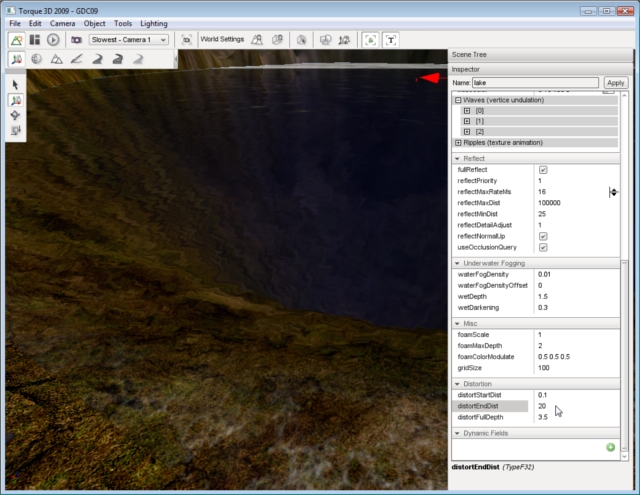 Torque 3D 2009 - GDC09
File Edit Camera Object Tools Lighting
Slowest - Camera 1
World Settings
T
Scene Tree
Inspector
Name: lake Apply
Waves (vertice undulation)
[0]
[1]
[2]
Ripples (texture animation)
Reflect
fullReflect
reflectPriority 1
reflectMaxRateMs 16
reflectMaxDist 100000
reflectMinDist 25
reflectDetailAdjust 1
reflectNormalUp
useOcclusionQuery
Underwater Fogging
waterFogDensity 0.01
waterFogDensityOffset 0
wetDepth 1.5
wetDarkening 0.3
Misc
foamScale 1
foamMaxDepth 2
foamColorModulate 0.5 0.5 0.5
gridSize 100
Distortion
distortStartDist 0.1
distortEndDist 20
distortFullDepth 3.5
Dynamic Fields
distortEndDist (TypeF32)